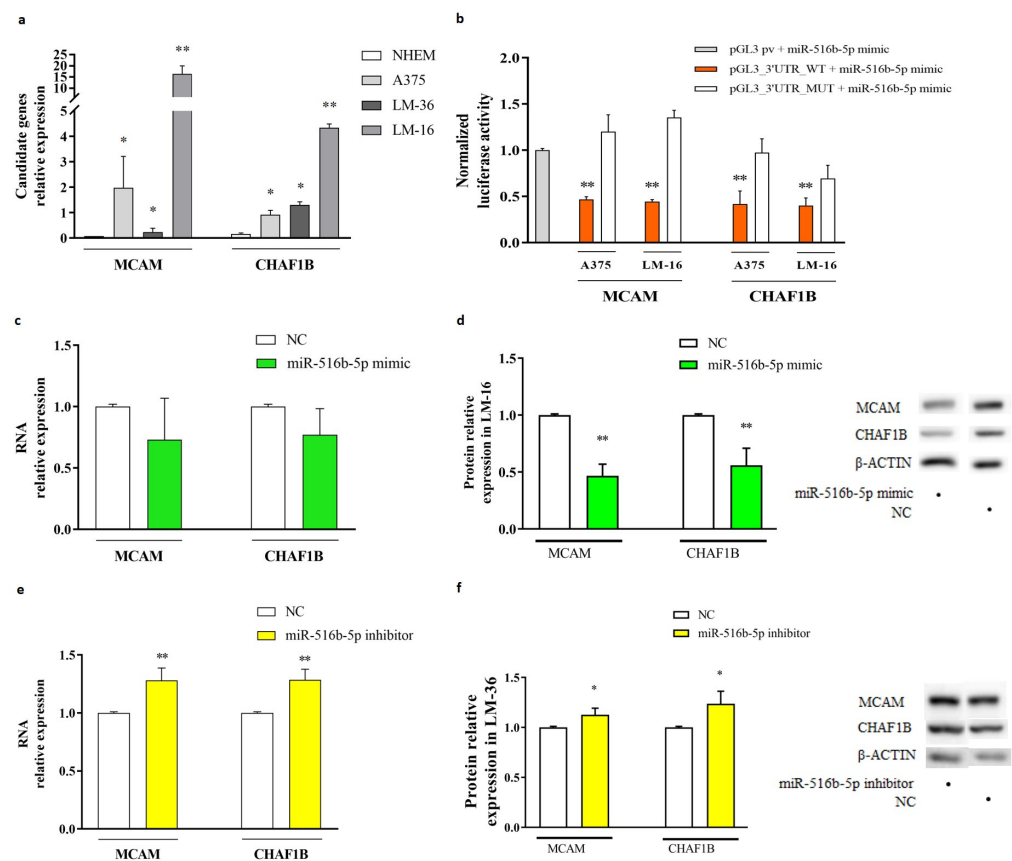 a
Candidate genes
relative expression
25
20
15
10
5
4
3
2
1
0
*
*
**
*
*
**
MCAM
CHAF1B
NHEM
A375
LM-36
LM-16
b
Normalized
luciferase activity
2.0
1.5
1.0
0.5
0.0
pGL3 pv + miR-516b-5p mimic
pGL3_3'UTR_WT + miR-516b-5p mimic
pGL3_3'UTR_MUT + miR-516b-5p mimic
**
**
**
**
A375
LM-16
A375
LM-16
MCAM
CHAF1B
c
NC
miR-516b-5p mimic
RNA
relative expression
1.5
1.0
0.5
0.0
MCAM
CHAF1B
d
NC
miR-516b-5p mimic
Protein relative
expression in LM-16
1.5
1.0
0.5
0.0
**
**
MCAM
CHAF1B
MCAM
CHAF1B
β-ACTIN
miR-516b-5p mimic •
NC •
e
NC
miR-516b-5p inhibitor
RNA
relative expression
1.5
1.0
0.5
0.0
**
**
MCAM
CHAF1B
f
NC
miR-516b-5p inhibitor
Protein relative
expression in LM-36
1.5
1.0
0.5
0.0
*
*
MCAM
CHAF1B
MCAM
CHAF1B
β-ACTIN
miR-516b-5p inhibitor •
NC •